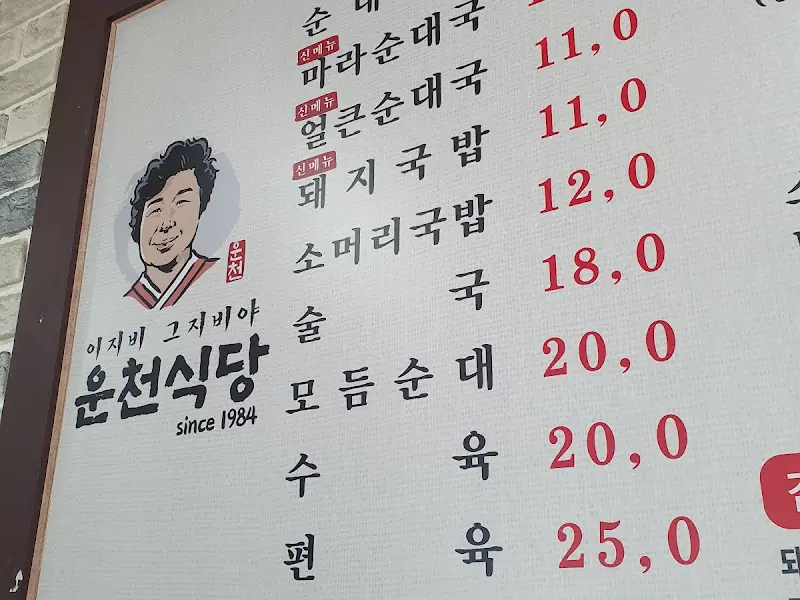 순대
신메뉴
마라순대국
신메뉴
얼큰순대국 11,0
신메뉴
돼지국밥 11,0
소머리국밥 12,0
술국 18,0
모듬순대 20,0
수육 20,0
편육 25,0
운천
이지비 그지비야
운천식당
since 1984
돼